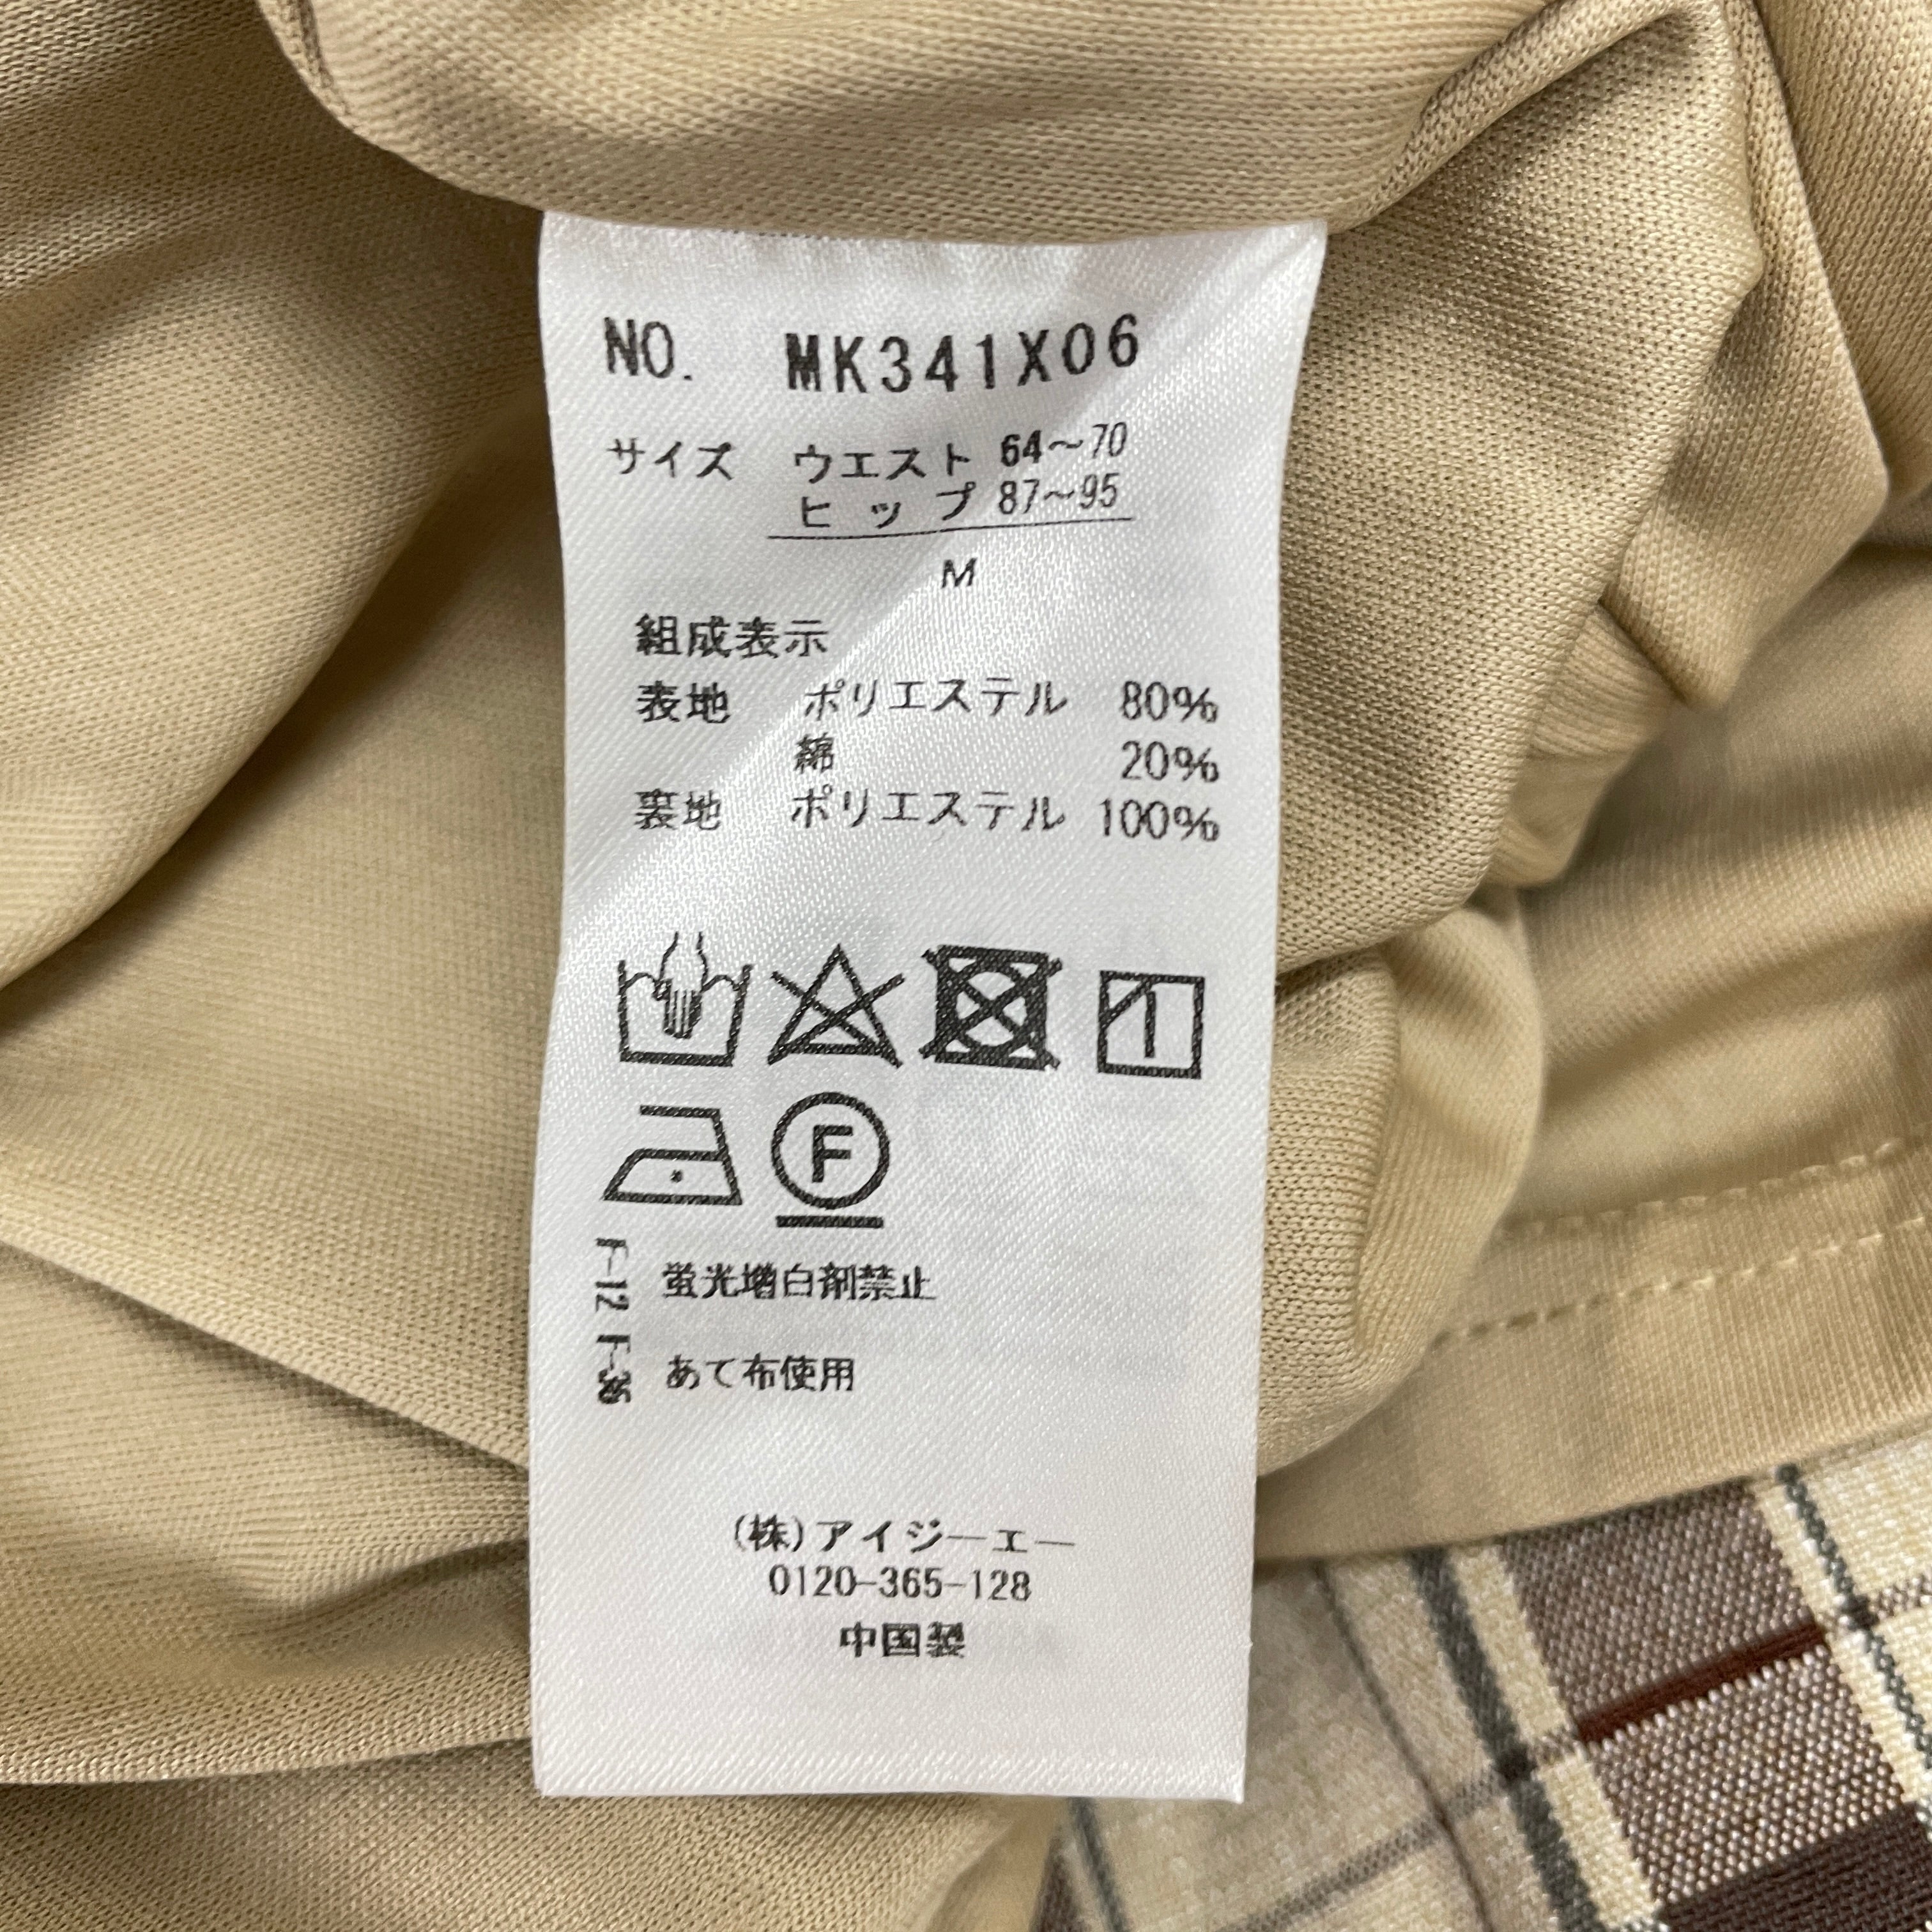 NO. MK341X06
サイズ ウエスト 64～70
ヒップ 87～95
M
組成表示
表地 ポリエステル 80%
綿 20%
裏地 ポリエステル 100%
F
F-12 蛍光増白剤禁止
F-36 あて布使用
(株)アイジーエー
0120-365-128
中国製